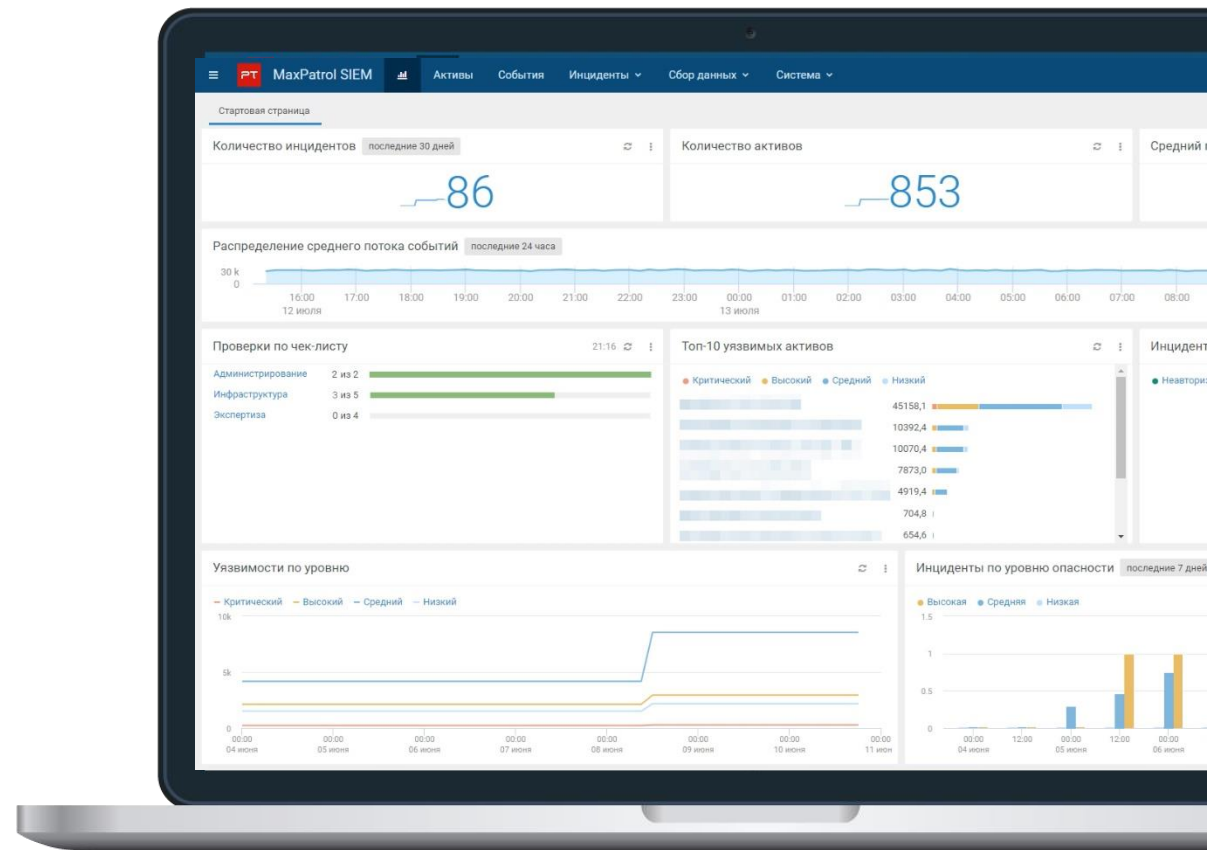 PT MaxPatrol SIEM Активы События Инциденты Сбор данных Система
Стартовая страница
Количество инцидентов последние 30 дней
86
Количество активов
853
Средний
Распределение среднего потока событий последние 24 часа
30 k
0
16:00 17:00 18:00 19:00 20:00 21:00 22:00 23:00 00:00 01:00 02:00 03:00 04:00 05:00 06:00 07:00 08:00
12 июля 13 июля
Проверки по чек-листу 21:16
Администрирование 2 из 2
Инфраструктура 3 из 5
Экспертиза 0 из 4
Топ-10 уязвимых активов
Критический Высокий Средний Низкий
45158,1
10392,4
10070,4
7873,0
4919,4
704,8
654,6
Инцидент
Неавториз
Уязвимости по уровню
Критический Высокий Средний Низкий
10k
5k
0
00:00 00:00 00:00 00:00 00:00 00:00 00:00 00:00
04 июня 05 июня 06 июня 07 июня 08 июня 09 июня 10 июня 11 июн
Инциденты по уровню опасности последние 7 дней
Высокая Средняя Низкая
1.5
1
0.5
0
00:00 12:00 00:00 12:00 00:00
04 июня 05 июня 06 июня